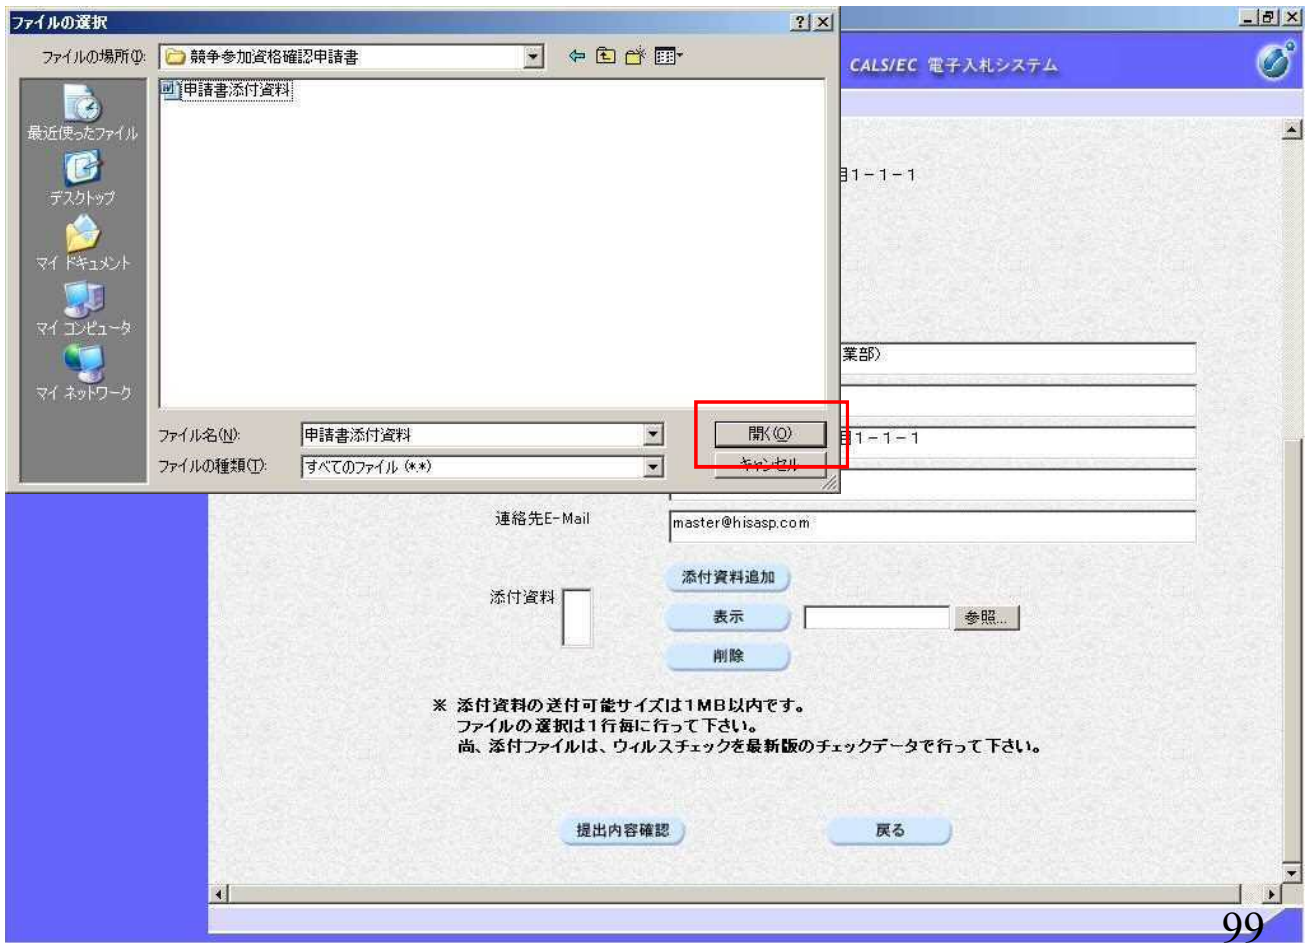 ファイルの選択
ファイルの場所(I):
競争参加資格確認申請書
申請書添付資料
最近使ったファイル
デスクトップ
マイ ドキュメント
マイ コンピュータ
マイ ネットワーク
ファイル名(N):
申請書添付資料
開く(O)
ファイルの種類(T):
すべてのファイル (*.*)
キャンセル
CALS/EC 電子入札システム
目1-1-1
業部)
目1-1-1
連絡先E-Mail
master@hisasp.com
添付資料
添付資料追加
表示
参照...
削除
※ 添付資料の送付可能サイズは1MB以内です。
ファイルの選択は1行毎に行って下さい。
尚、添付ファイルは、ウィルスチェックを最新版のチェックデータで行って下さい。
提出内容確認
戻る
99